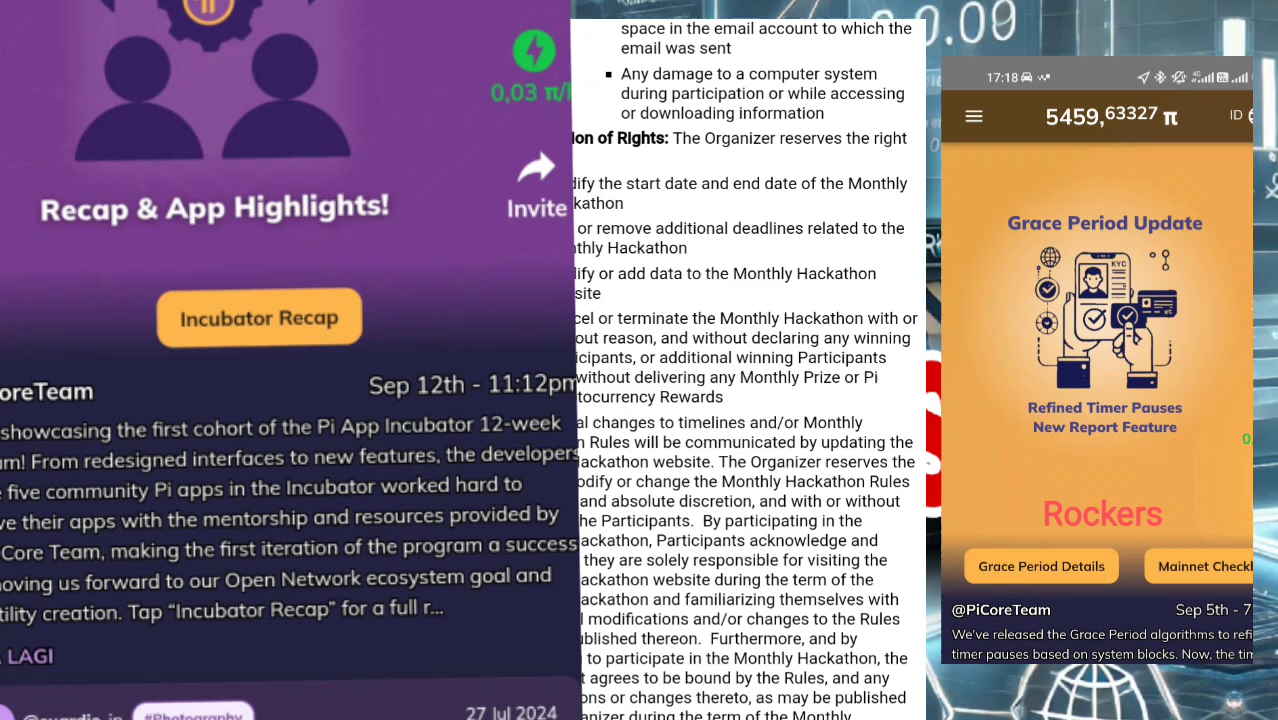 0,03 π/
Invite
Recap & App Highlights!
Incubator Recap
CoreTeam
Sep 12th - 11:12pm
showcasing the first cohort of the Pi App Incubator 12-week
am! From redesigned interfaces to new features, the developers
e five community Pi apps in the Incubator worked hard to
ve their apps with the mentorship and resources provided by
Core Team, making the first iteration of the program a success
noving us forward to our Open Network ecosystem goal and
tility creation. Tap “Incubator Recap” for a full r...
LAGI
#Photography
27 Jul 2024
space in the email account to which the
email was sent
▪ Any damage to a computer system
during participation or while accessing
or downloading information
ion of Rights: The Organizer reserves the right
dify the start date and end date of the Monthly
kathon
or remove additional deadlines related to the
nthly Hackathon
dify or add data to the Monthly Hackathon
site
cel or terminate the Monthly Hackathon with or
out reason, and without declaring any winning
icipants, or additional winning Participants
without delivering any Monthly Prize or Pi
tocurrency Rewards
al changes to timelines and/or Monthly
n Rules will be communicated by updating the
ackathon website. The Organizer reserves the
odify or change the Monthly Hackathon Rules
and absolute discretion, and with or without
he Participants. By participating in the
ackathon, Participants acknowledge and
they are solely responsible for visiting the
ackathon website during the term of the
ackathon and familiarizing themselves with
l modifications and/or changes to the Rules
ublished thereon. Furthermore, and by
to participate in the Monthly Hackathon, the
t agrees to be bound by the Rules, and any
ons or changes thereto, as may be published
anizer during the term of the Monthly
0.00
17:18
5459,63327 π
ID
Grace Period Update
KYC
Refined Timer Pauses
New Report Feature
0,
Rockers
Grace Period Details
Mainnet Checkl
@PiCoreTeam
Sep 5th - 7
We've released the Grace Period algorithms to refi
timer pauses based on system blocks. Now, the tim